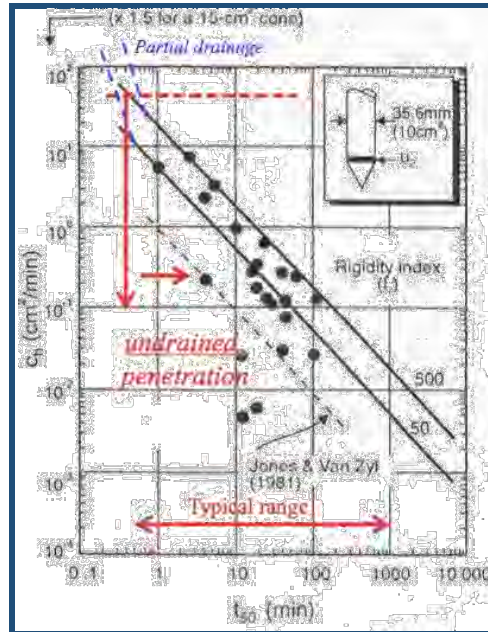 (x 1.5 for a 15-cm² cone)
Partial drainage
35.6mm
(10cm²)
u
Rigidity index
(Iᵣ)
cₕ (cm²/min)
undrained
penetration
500
50
Jones & Van Zyl
(1981)
Typical range
0.1 1 10 100 1000 10 000
t₅₀ (min)